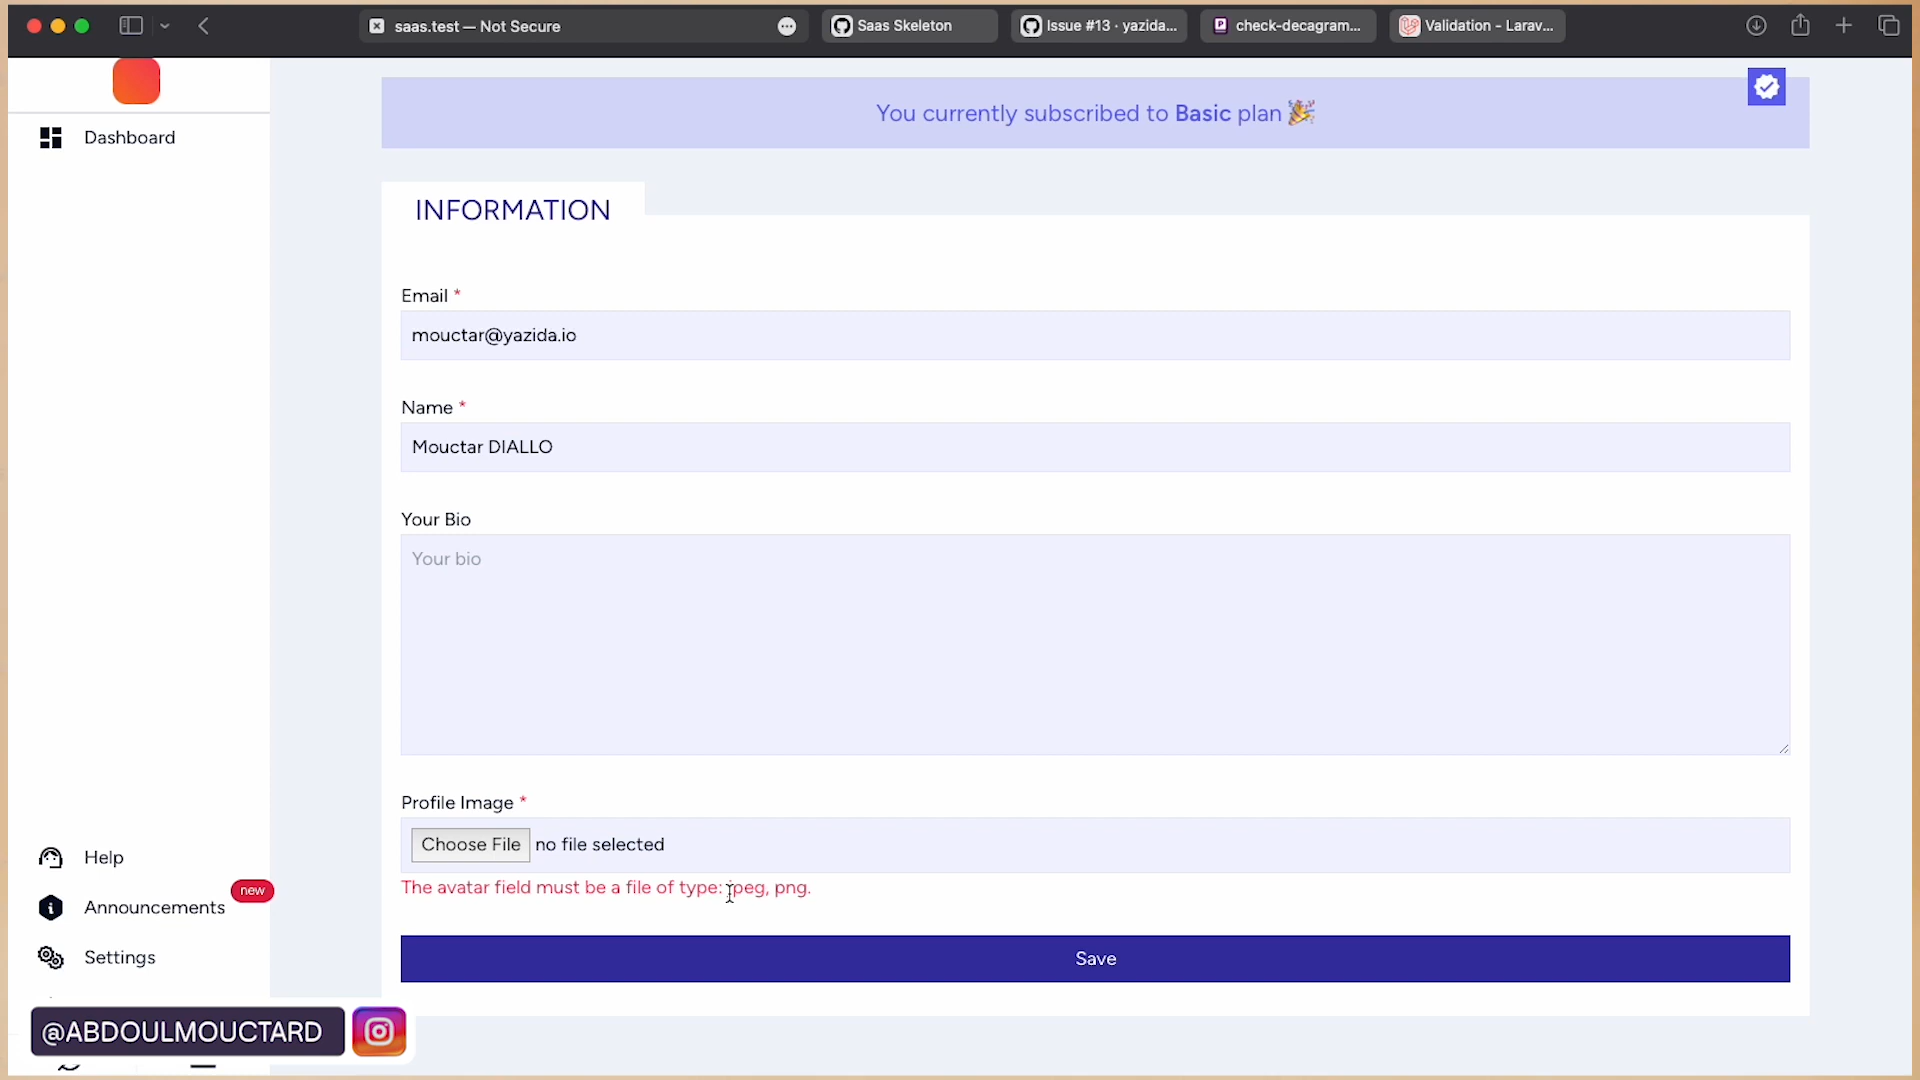 saas.test — Not Secure
Saas Skeleton
Issue #13 · yazida...
check-decagram...
Validation - Larav...
Dashboard
You currently subscribed to Basic plan 🎉
INFORMATION
Email *
mouctar@yazida.io
Name *
Mouctar DIALLO
Your Bio
Your bio
Profile Image *
Choose File no file selected
The avatar field must be a file of type: jpeg, png.
Save
Help
new
Announcements
Settings
@ABDOULMOUCTARD